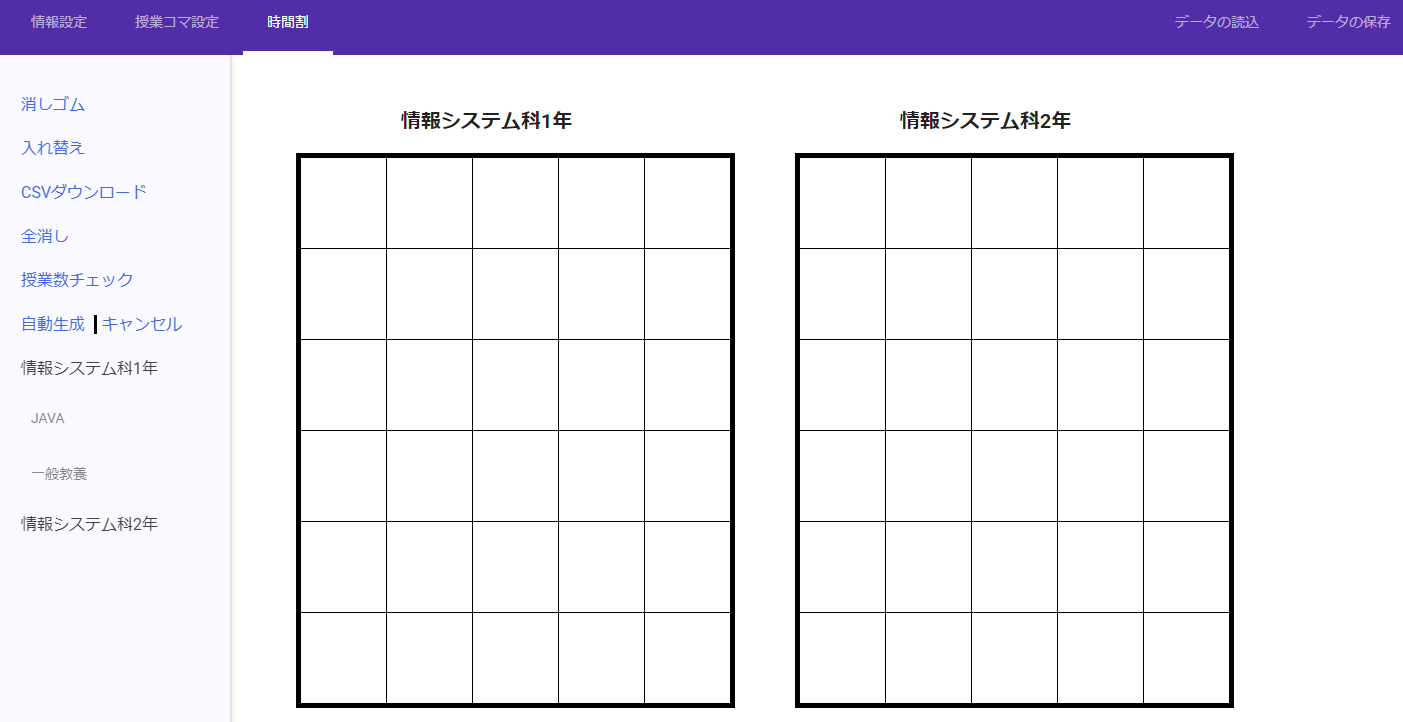 情報設定 授業コマ設定 時間割 データの読込 データの保存
消しゴム
入れ替え
CSVダウンロード
全消し
授業数チェック
自動生成 キャンセル
情報システム科1年
JAVA
一般教養
情報システム科2年
情報システム科1年 情報システム科2年